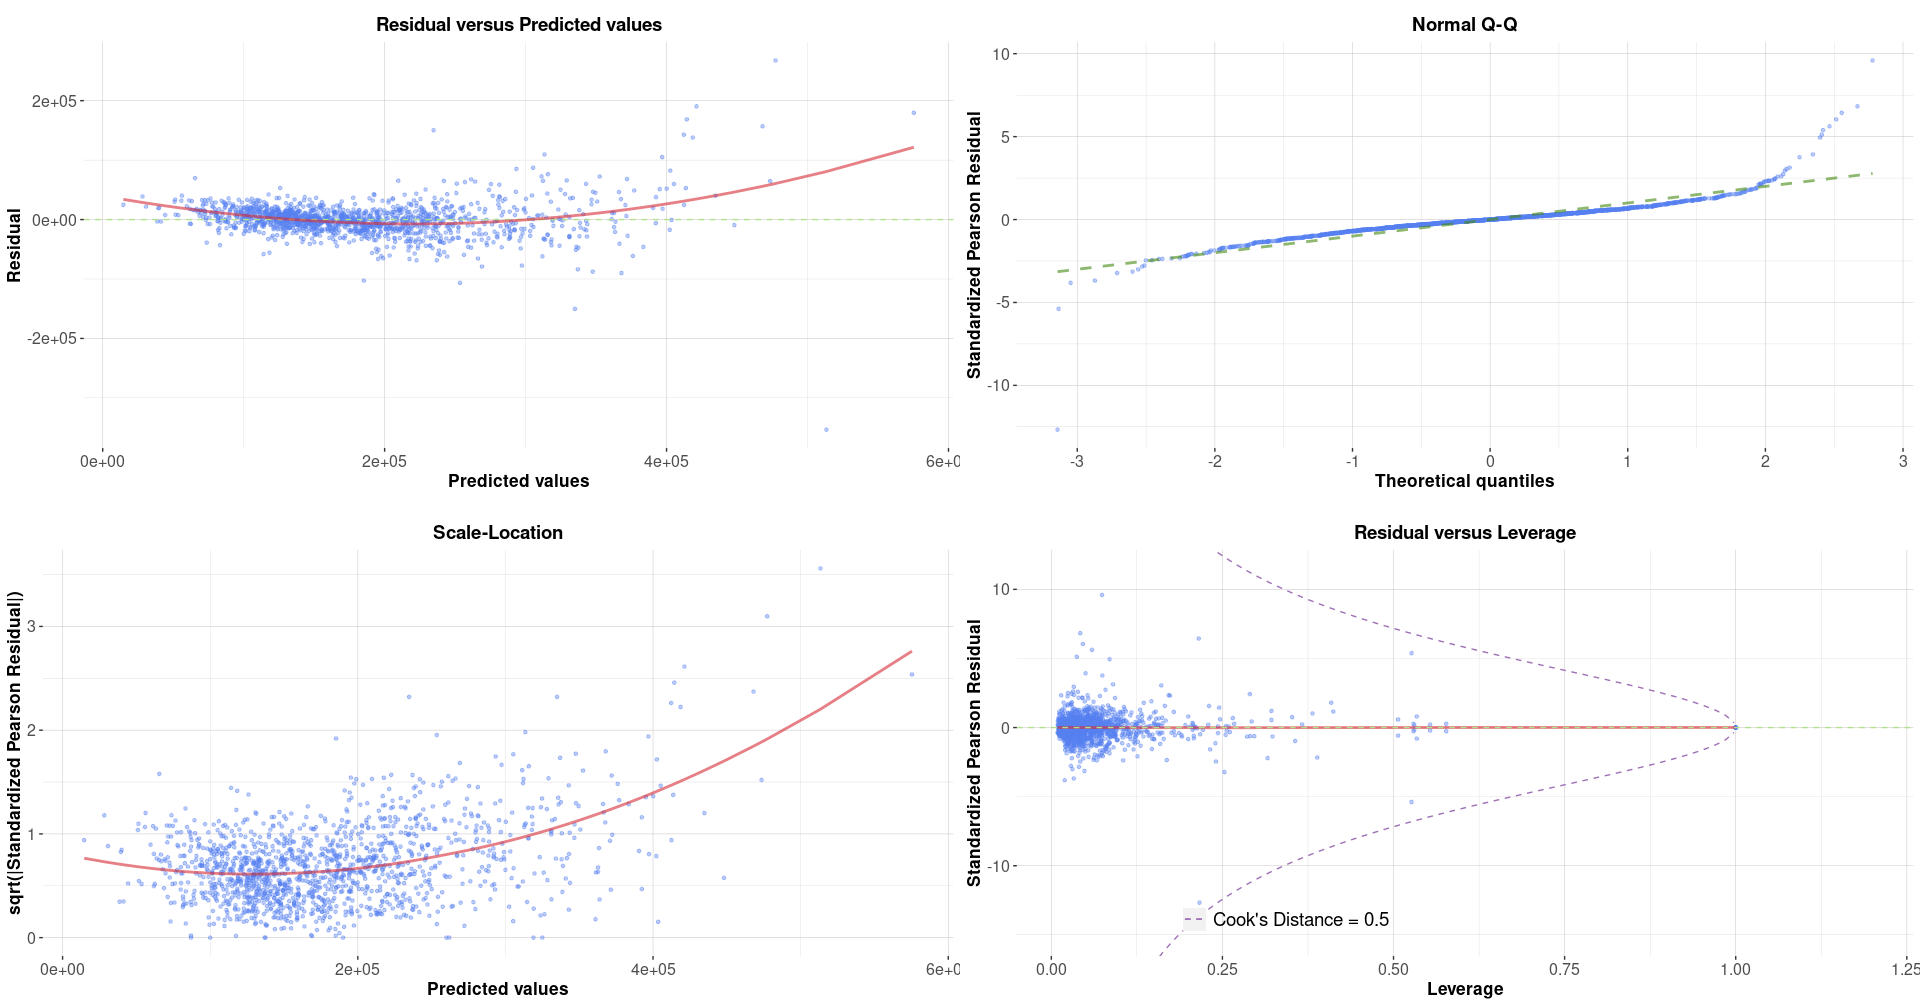 Residual versus Predicted values
Residual
2e+05
0e+00
-2e+05
0e+00 2e+05 4e+05 6e+0
Predicted values
Normal Q-Q
Standardized Pearson Residual
10
5
0
-5
-10
-3 -2 -1 0 1 2 3
Theoretical quantiles
Scale-Location
sqrt(|Standardized Pearson Residual|)
3
2
1
0
0e+00 2e+05 4e+05 6e+0
Predicted values
Residual versus Leverage
Standardized Pearson Residual
10
0
-10
Cook's Distance = 0.5
0.00 0.25 0.50 0.75 1.00 1.25
Leverage